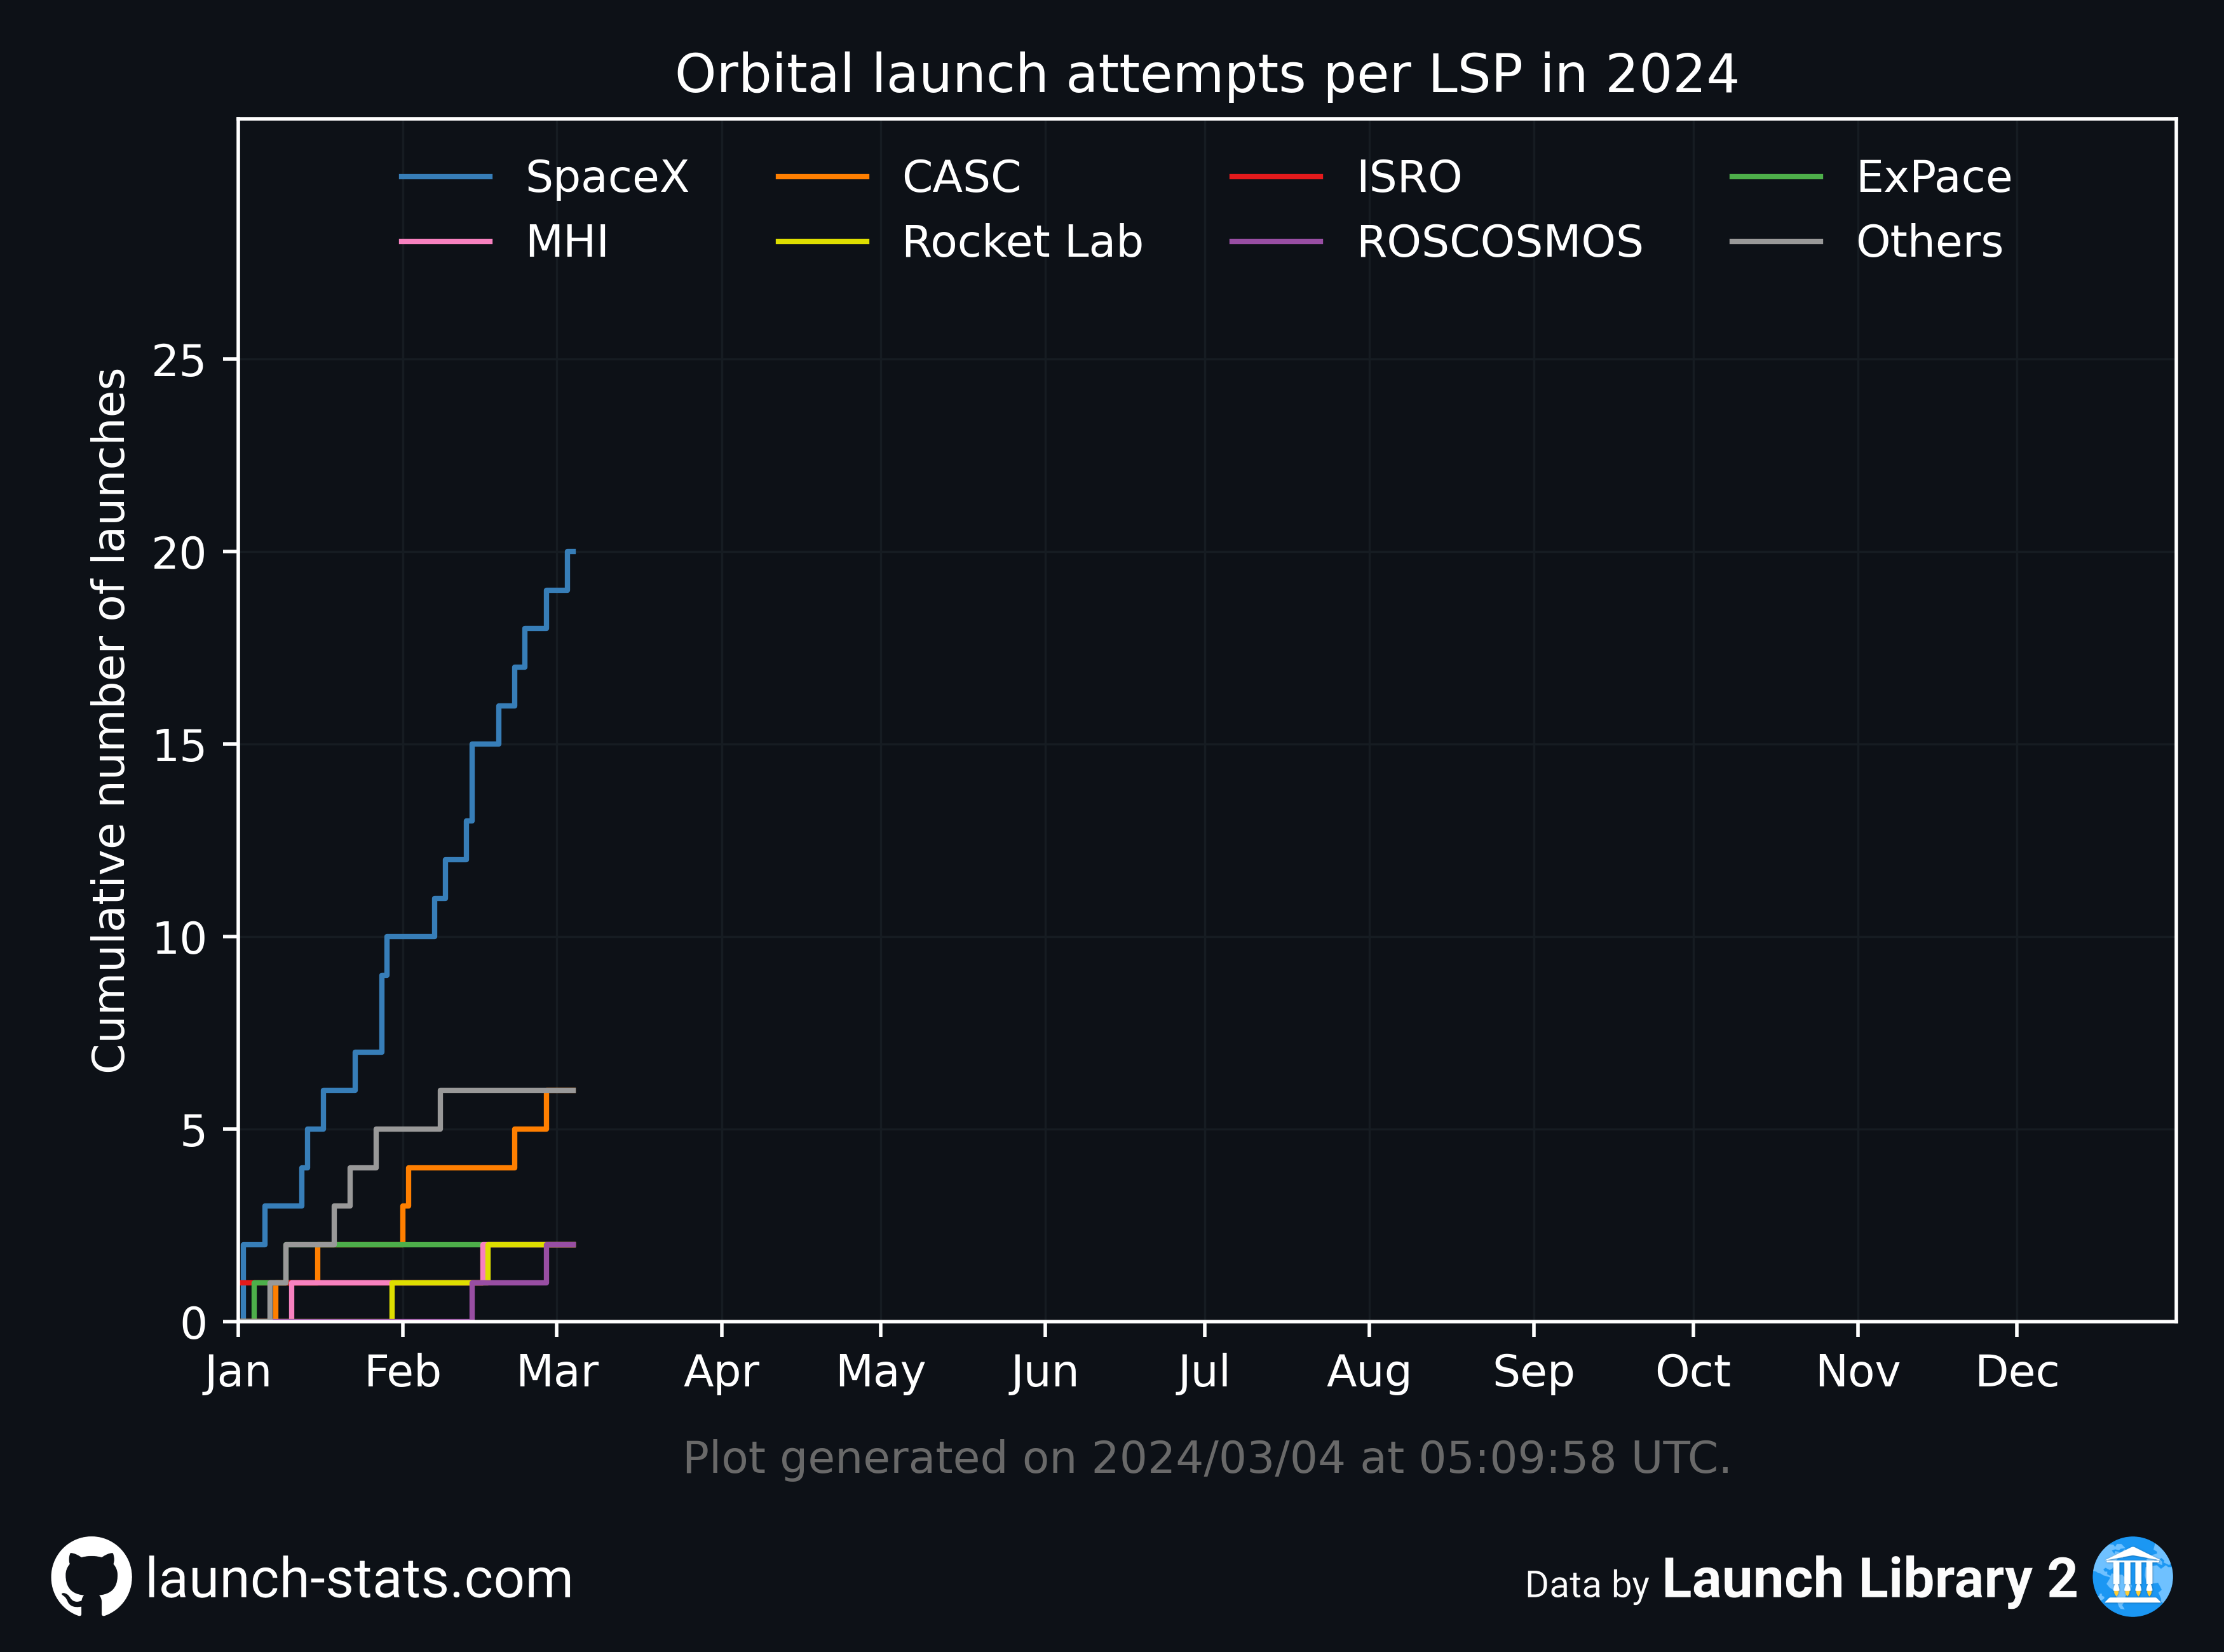 Orbital launch attempts per LSP in 2024
SpaceX CASC ISRO ExPace
MHI Rocket Lab ROSCOSMOS Others
Cumulative number of launches
25
20
15
10
5
0
Jan Feb Mar Apr May Jun Jul Aug Sep Oct Nov Dec
Plot generated on 2024/03/04 at 05:09:58 UTC.
launch-stats.com
Data by Launch Library 2